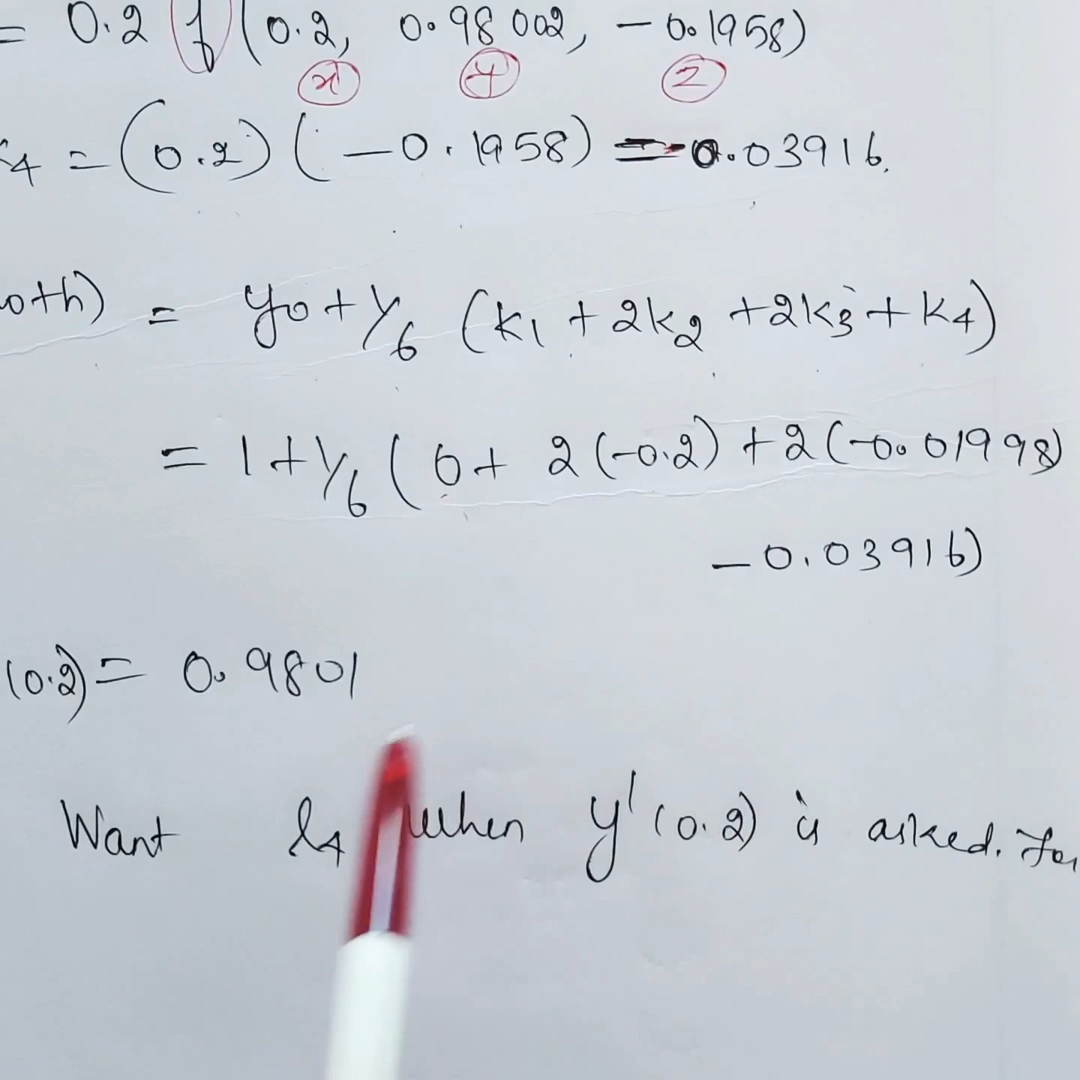 = 0.2 f (0.2, 0.98002, -0.1958)
x y z
k4 = (0.2) (-0.1958) = -0.03916.
0+h) = y0 + 1/6 (k1 + 2k2 + 2k3 + k4)
= 1 + 1/6 (0 + 2(-0.2) + 2(-0.01998)
-0.03916)
(0.2) = 0.9801
Want l4 when y'(0.2) is asked. For